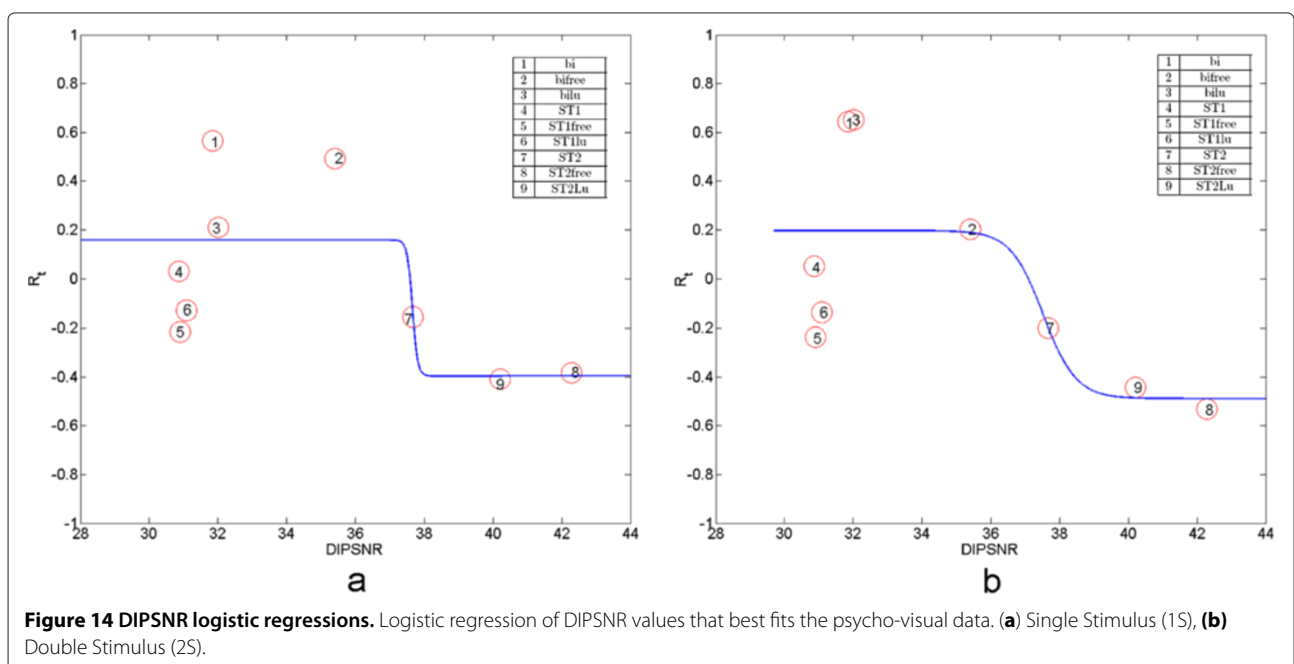 1
0.8
0.6
0.4
0.2
0
-0.2
-0.4
-0.6
-0.8
-1
R_t
28 30 32 34 36 38 40 42 44
DIPSNR
1 bi
2 bifree
3 bilu
4 ST1
5 ST1free
6 ST1lu
7 ST2
8 ST2free
9 ST2Lu
1
2
3
4
6
5
7
9
8
a
1
0.8
0.6
0.4
0.2
0
-0.2
-0.4
-0.6
-0.8
-1
R_t
28 30 32 34 36 38 40 42 44
DIPSNR
1 bi
2 bifree
3 bilu
4 ST1
5 ST1free
6 ST1lu
7 ST2
8 ST2free
9 ST2Lu
1 3
2
4
6
5
7
9
8
b
Figure 14 DIPSNR logistic regressions. Logistic regression of DIPSNR values that best fits the psycho-visual data. (a) Single Stimulus (1S), (b)
Double Stimulus (2S).